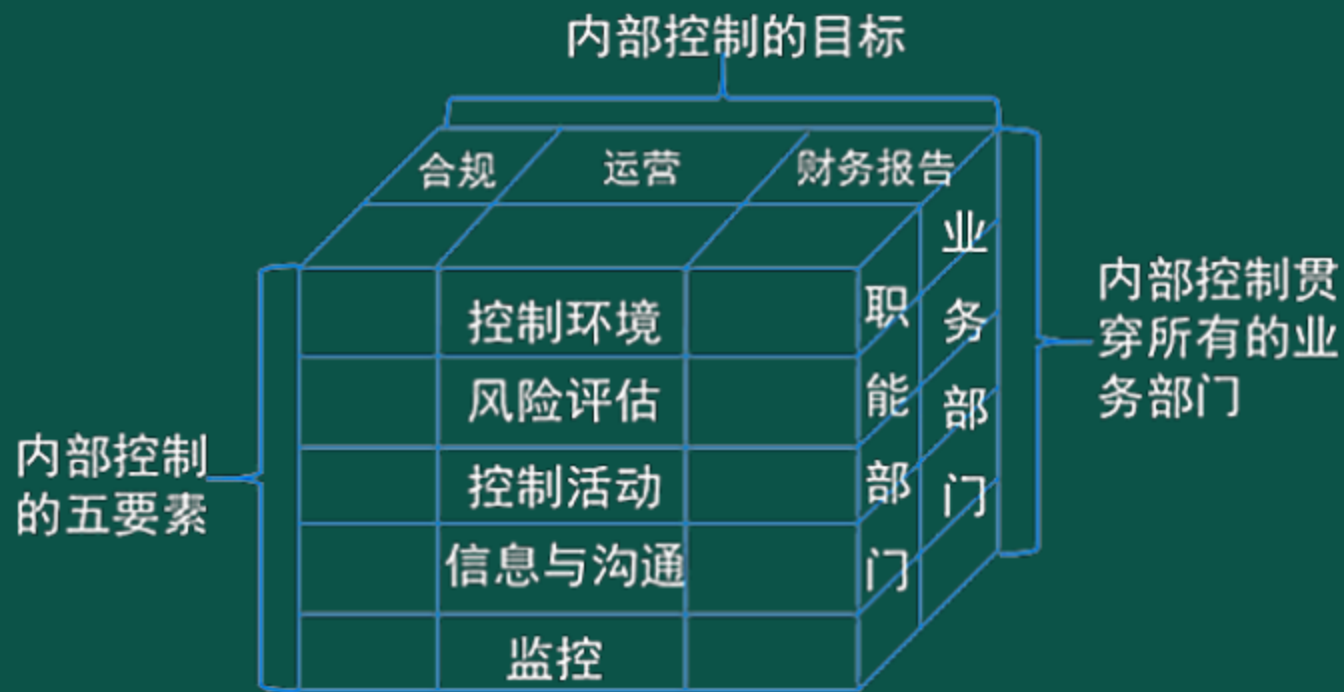 内部控制的目标
合规
运营
财务报告
业务部门
职能部门
控制环境
风险评估
控制活动
信息与沟通
监控
内部控制
的五要素
内部控制贯
穿所有的业
务部门